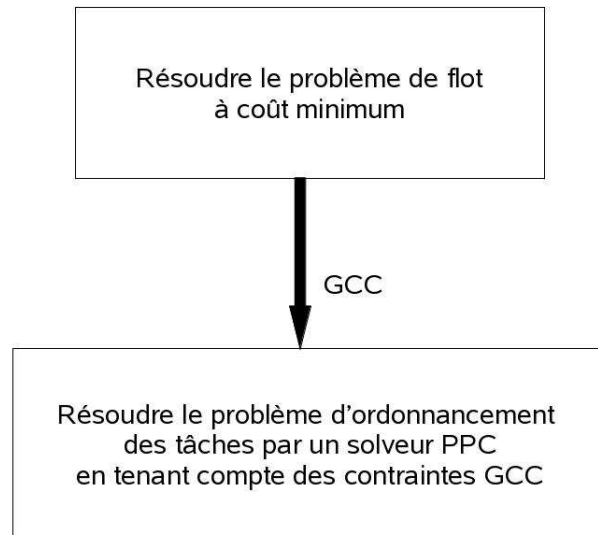 Résoudre le problème de flot
à coût minimum
GCC
Résoudre le problème d'ordonnancement
des tâches par un solveur PPC
en tenant compte des contraintes GCC